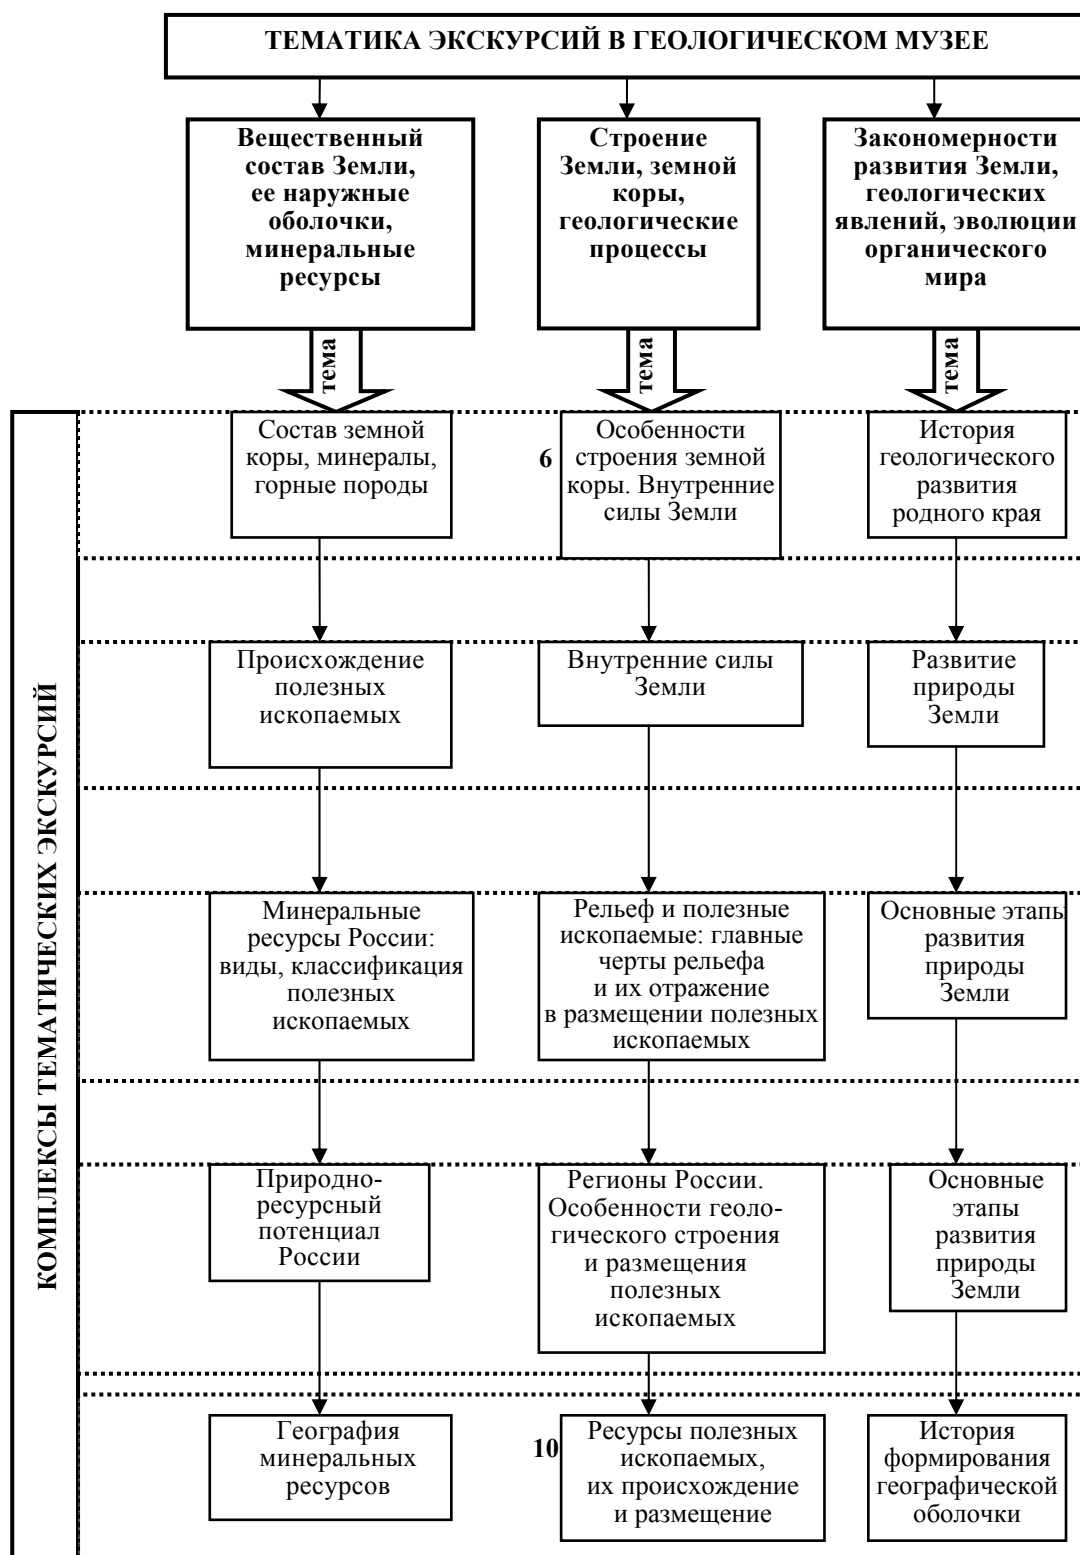 ТЕМАТИКА ЭКСКУРСИЙ В ГЕОЛОГИЧЕСКОМ МУЗЕЕ
Вещественный
состав Земли,
ее наружные
оболочки,
минеральные
ресурсы
Строение
Земли, земной
коры,
геологические
процессы
Закономерности
развития Земли,
геологических
явлений, эволюции
органического
мира
тема
тема
тема
КОМПЛЕКСЫ ТЕМАТИЧЕСКИХ ЭКСКУРСИЙ
Состав земной
коры, минералы,
горные породы
6
Особенности
строения земной
коры. Внутренние
силы Земли
История
геологического
развития
родного края
Происхождение
полезных
ископаемых
Внутренние силы
Земли
Развитие
природы
Земли
Минеральные
ресурсы России:
виды, классификация
полезных
ископаемых
Рельеф и полезные
ископаемые: главные
черты рельефа
и их отражение
в размещении полезных
ископаемых
Основные этапы
развития
природы
Земли
Природно-
ресурсный
потенциал
России
Регионы России.
Особенности геоло-
гического строения
и размещения
полезных
ископаемых
Основные
этапы
развития
природы
Земли
География
минеральных
ресурсов
10
Ресурсы полезных
ископаемых,
их происхождение
и размещение
История
формирования
географической
оболочки